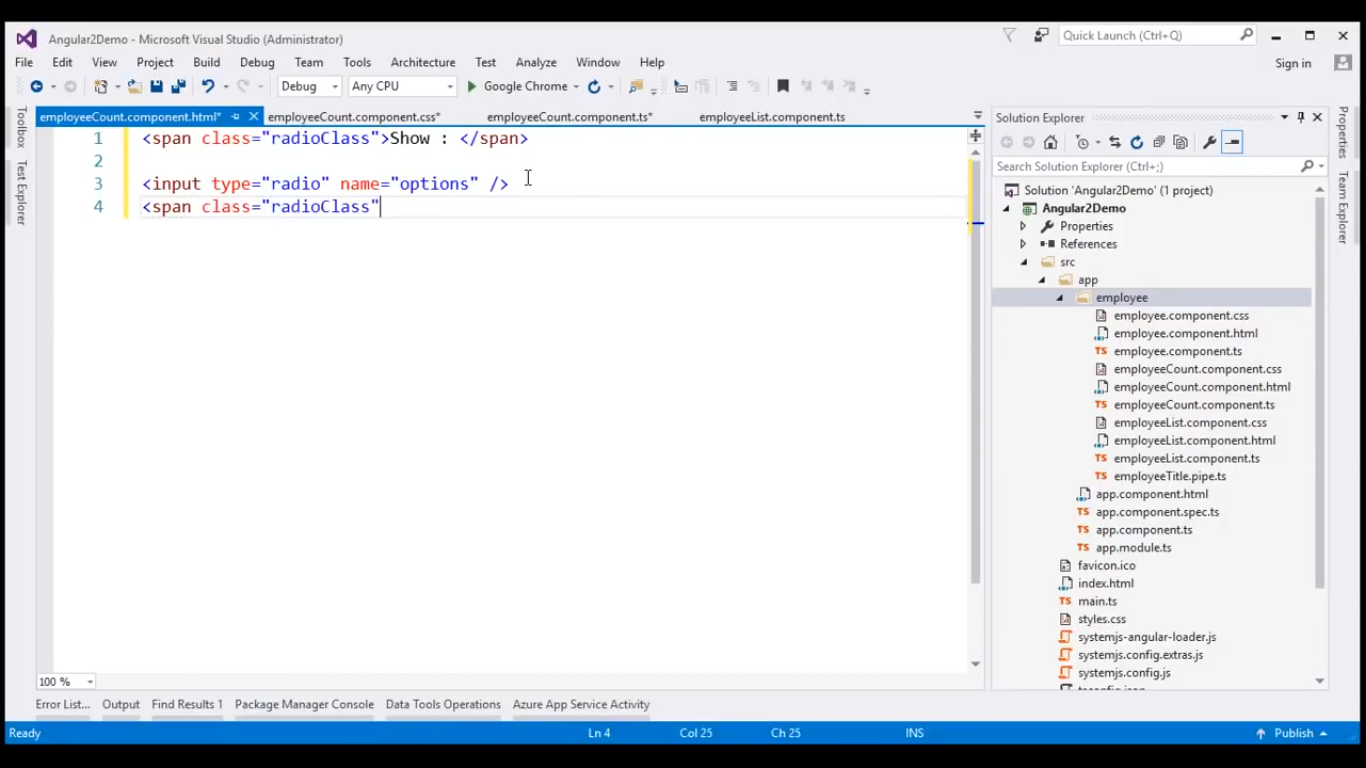 Angular2Demo - Microsoft Visual Studio (Administrator)
Quick Launch (Ctrl+Q)
File Edit View Project Build Debug Team Tools Architecture Test Analyze Window Help
Sign in
Debug Any CPU Google Chrome
Toolbox
Test Explorer
employeeCount.component.html* employeeCount.component.css* employeeCount.component.ts* employeeList.component.ts
1 <span class="radioClass">Show : </span>
2
3 <input type="radio" name="options" />
4 <span class="radioClass"
100 %
Solution Explorer
Search Solution Explorer (Ctrl+;)
Solution 'Angular2Demo' (1 project)
Angular2Demo
Properties
References
src
app
employee
employee.component.css
employee.component.html
TS employee.component.ts
employeeCount.component.css
employeeCount.component.html
TS employeeCount.component.ts
employeeList.component.css
employeeList.component.html
TS employeeList.component.ts
TS employeeTitle.pipe.ts
app.component.html
TS app.component.spec.ts
TS app.component.ts
TS app.module.ts
favicon.ico
index.html
TS main.ts
styles.css
systemjs-angular-loader.js
systemjs.config.extras.js
systemjs.config.js
Properties
Team Explorer
Error List... Output Find Results 1 Package Manager Console Data Tools Operations Azure App Service Activity
Ready Ln 4 Col 25 Ch 25 INS Publish